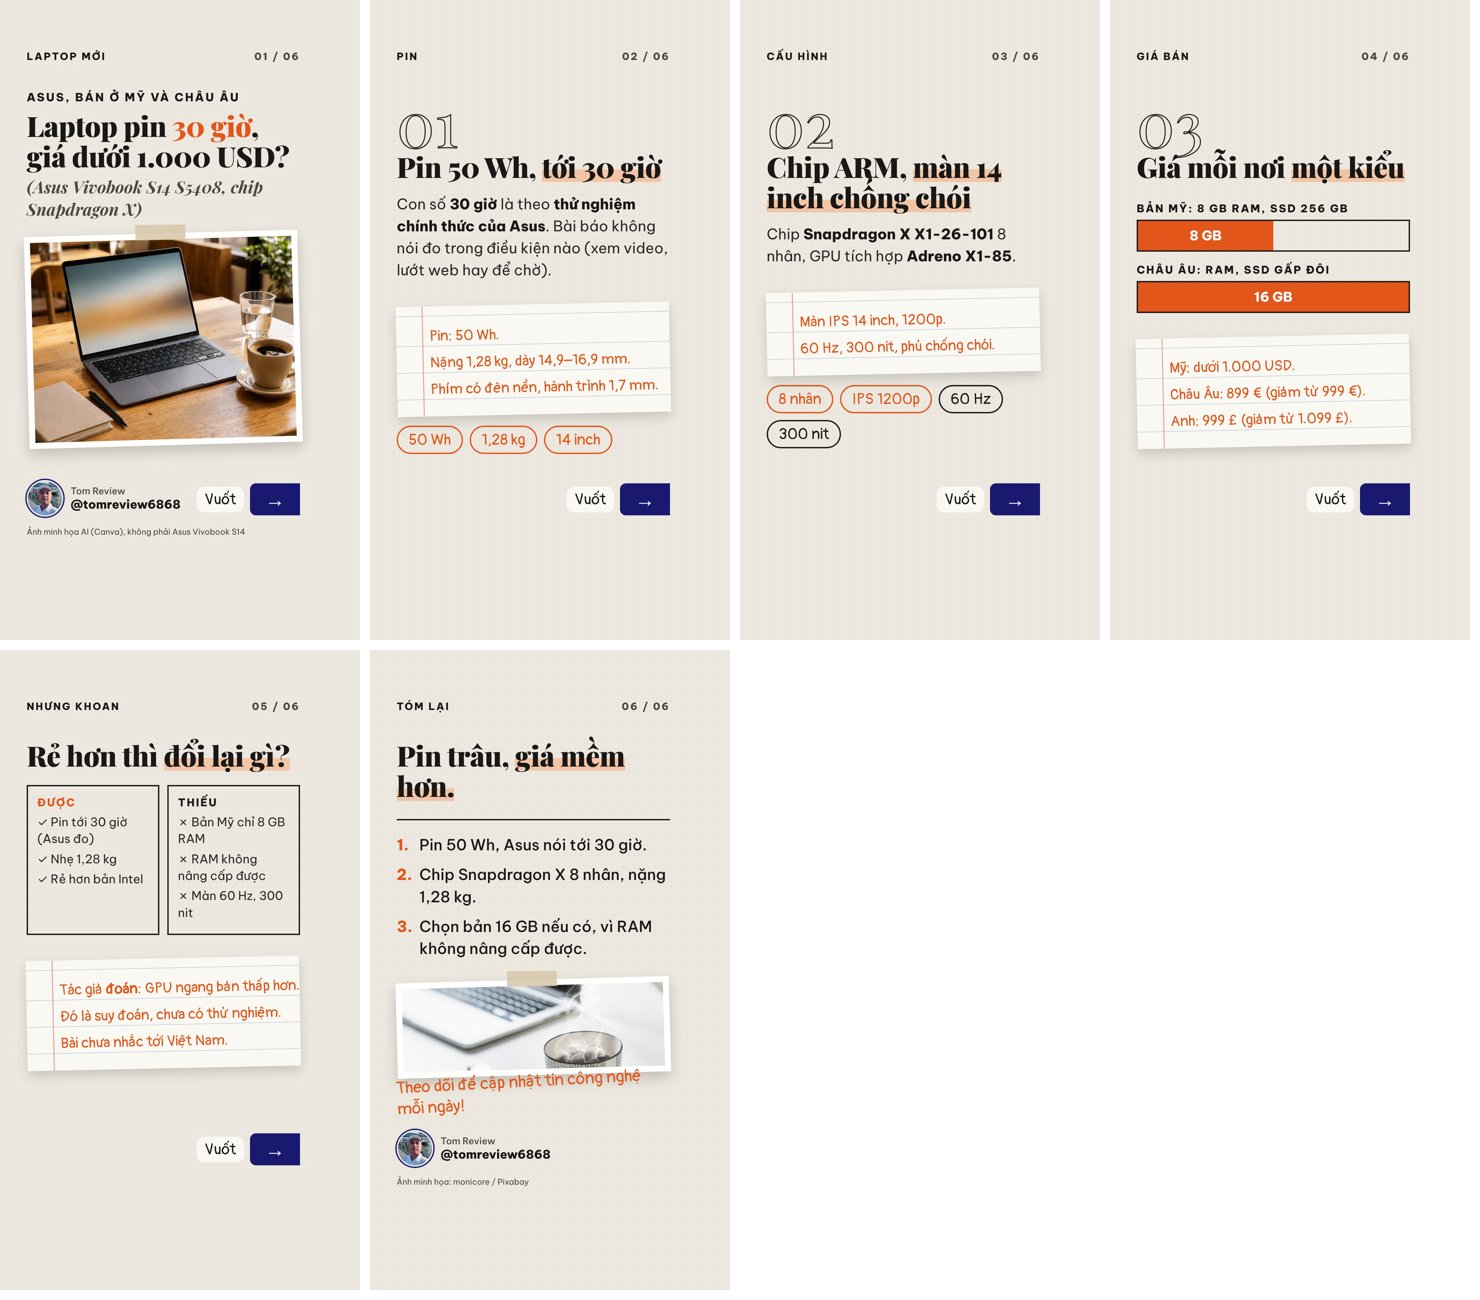 LAPTOP MỚI
01 / 06
ASUS, BÁN Ở MỸ VÀ CHÂU ÂU
Laptop pin 30 giờ,
giá dưới 1.000 USD?
(Asus Vivobook S14 S5408, chip
Snapdragon X)
Tom Review
@tomreview6868
Vuốt
→
Ảnh minh họa AI (Canva), không phải Asus Vivobook S14
PIN
02 / 06
01
Pin 50 Wh, tới 30 giờ
Con số 30 giờ là theo thử nghiệm
chính thức của Asus. Bài báo không
nói đo trong điều kiện nào (xem video,
lướt web hay để chờ).
Pin: 50 Wh.
Nặng 1,28 kg, dày 14,9–16,9 mm.
Phím có đèn nền, hành trình 1,7 mm.
50 Wh
1,28 kg
14 inch
Vuốt
→
CẤU HÌNH
03 / 06
02
Chip ARM, màn 14
inch chống chói
Chip Snapdragon X X1-26-101 8
nhân, GPU tích hợp Adreno X1-85.
Màn IPS 14 inch, 1200p.
60 Hz, 300 nit, phủ chống chói.
8 nhân
IPS 1200p
60 Hz
300 nit
Vuốt
→
GIÁ BÁN
04 / 06
03
Giá mỗi nơi một kiểu
BẢN MỸ: 8 GB RAM, SSD 256 GB
8 GB
CHÂU ÂU: RAM, SSD GẤP ĐÔI
16 GB
Mỹ: dưới 1.000 USD.
Châu Âu: 899 € (giảm từ 999 €).
Anh: 999 £ (giảm từ 1.099 £).
Vuốt
→
NHƯNG KHOAN
05 / 06
Rẻ hơn thì đổi lại gì?
ĐƯỢC
✓ Pin tới 30 giờ
(Asus đo)
✓ Nhẹ 1,28 kg
✓ Rẻ hơn bản Intel
THIẾU
× Bản Mỹ chỉ 8 GB
RAM
× RAM không
nâng cấp được
× Màn 60 Hz, 300
nit
Tác giả đoán: GPU ngang bản thấp hơn.
Đó là suy đoán, chưa có thử nghiệm.
Bài chưa nhắc tới Việt Nam.
Vuốt
→
TÓM LẠI
06 / 06
Pin trâu, giá mềm
hơn.
1. Pin 50 Wh, Asus nói tới 30 giờ.
2. Chip Snapdragon X 8 nhân, nặng
1,28 kg.
3. Chọn bản 16 GB nếu có, vì RAM
không nâng cấp được.
Theo dõi để cập nhật tin công nghệ
mỗi ngày!
Tom Review
@tomreview6868
Ảnh minh họa: monicore / Pixabay